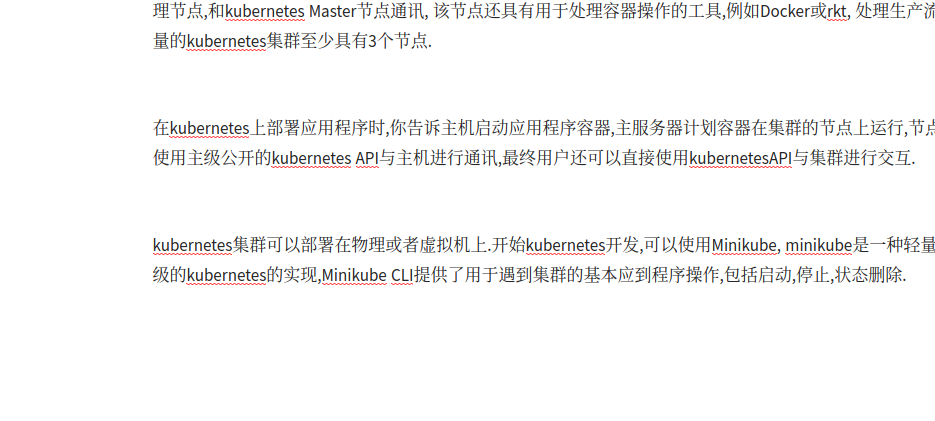 理节点,和kubernetes Master节点通讯, 该节点还具有用于处理容器操作的工具,例如Docker或rkt, 处理生产流
量的kubernetes集群至少具有3个节点.
在kubernetes上部署应用程序时,你告诉主机启动应用程序容器,主服务器计划容器在集群的节点上运行,节点
使用主级公开的kubernetes API与主机进行通讯,最终用户还可以直接使用kubernetesAPI与集群进行交互.
kubernetes集群可以部署在物理或者虚拟机上.开始kubernetes开发,可以使用Minikube, minikube是一种轻量
级的kubernetes的实现,Minikube CLI提供了用于遇到集群的基本应到程序操作,包括启动,停止,状态删除.